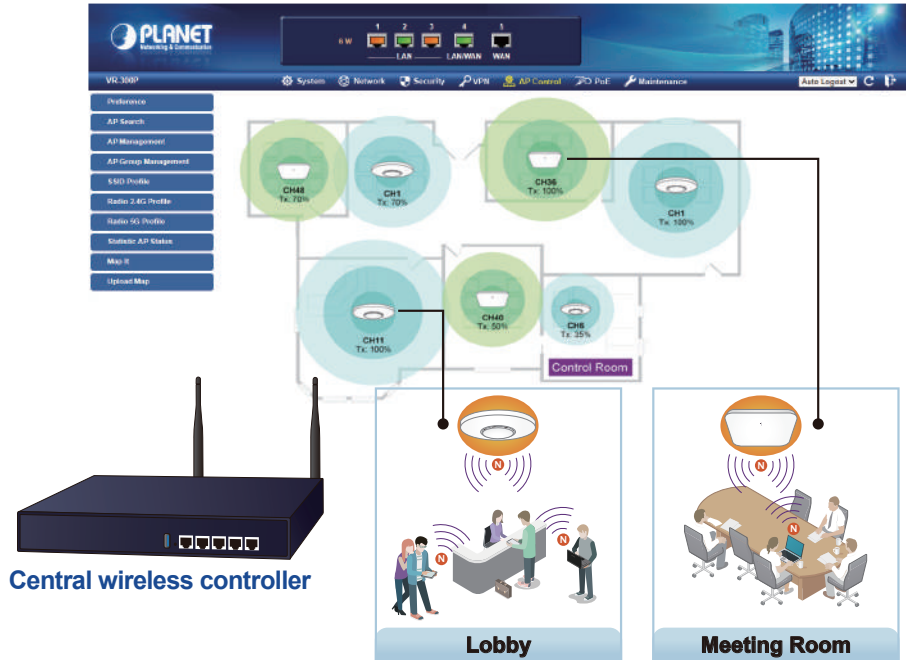 PLANET
Networking & Communication
1 2 3 4 5
6 W
LAN LAN/WAN WAN
VR-300P
System Network Security VPN AP Control PoE Maintenance
Auto Logout
Preference
AP Search
AP Management
AP Group Management
SSID Profile
Radio 2.4G Profile
Radio 5G Profile
Statistic AP Status
Map It
Upload Map
CH48
Tx: 70%
CH1
Tx: 70%
CH36
Tx: 100%
CH1
Tx: 100%
CH11
Tx: 100%
CH40
Tx: 50%
CH6
Tx: 35%
Control Room
N
N
N
N
N
Central wireless controller
Lobby
Meeting Room